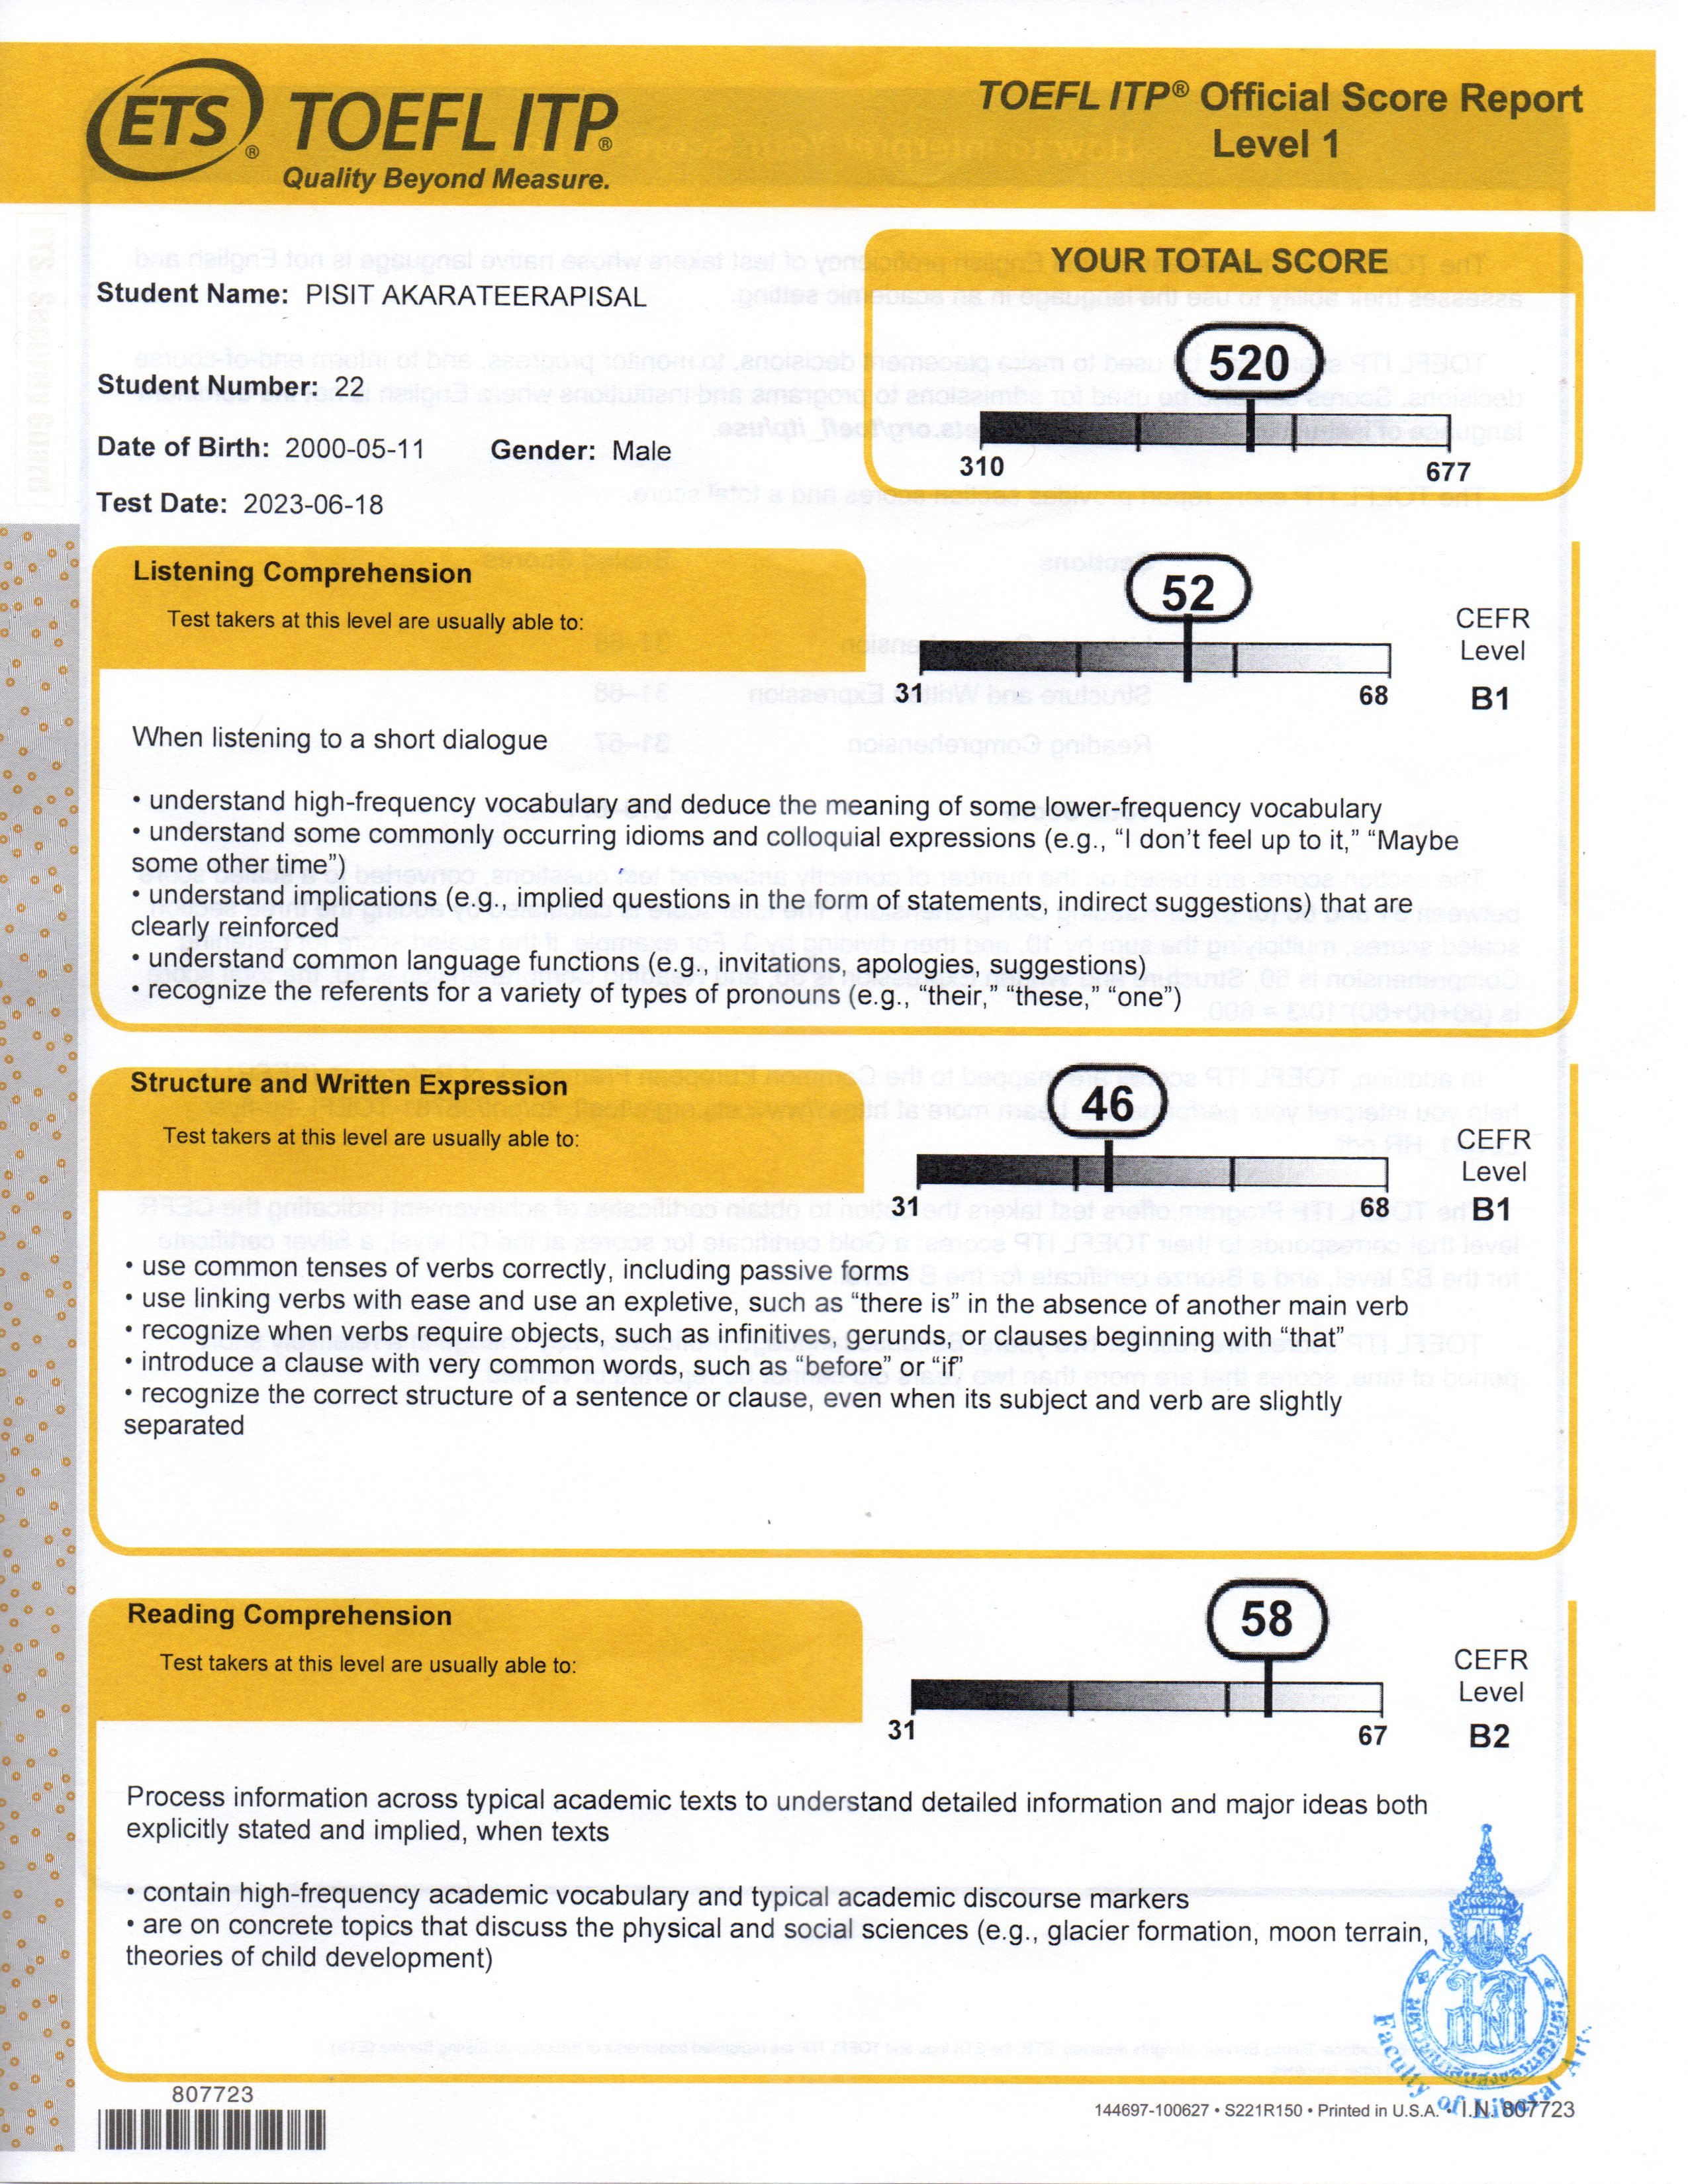 ETS® TOEFL ITP®
Quality Beyond Measure.
TOEFL ITP® Official Score Report
Level 1
Student Name: PISIT AKARATEERAPISAL
Student Number: 22
Date of Birth: 2000-05-11 Gender: Male
Test Date: 2023-06-18
YOUR TOTAL SCORE
520
310 677
Listening Comprehension
Test takers at this level are usually able to:
52
31 68
CEFR
Level
B1
When listening to a short dialogue
• understand high-frequency vocabulary and deduce the meaning of some lower-frequency vocabulary
• understand some commonly occurring idioms and colloquial expressions (e.g., “I don’t feel up to it,” “Maybe
some other time”)
• understand implications (e.g., implied questions in the form of statements, indirect suggestions) that are
clearly reinforced
• understand common language functions (e.g., invitations, apologies, suggestions)
• recognize the referents for a variety of types of pronouns (e.g., “their,” “these,” “one”)
Structure and Written Expression
Test takers at this level are usually able to:
46
31 68
CEFR
Level
B1
• use common tenses of verbs correctly, including passive forms
• use linking verbs with ease and use an expletive, such as “there is” in the absence of another main verb
• recognize when verbs require objects, such as infinitives, gerunds, or clauses beginning with “that”
• introduce a clause with very common words, such as “before” or “if”
• recognize the correct structure of a sentence or clause, even when its subject and verb are slightly
separated
Reading Comprehension
Test takers at this level are usually able to:
58
31 67
CEFR
Level
B2
Process information across typical academic texts to understand detailed information and major ideas both
explicitly stated and implied, when texts
• contain high-frequency academic vocabulary and typical academic discourse markers
• are on concrete topics that discuss the physical and social sciences (e.g., glacier formation, moon terrain,
theories of child development)
Faculty of Liberal Arts
807723
144697-100627 • S221R150 • Printed in U.S.A. • I.N. 807723